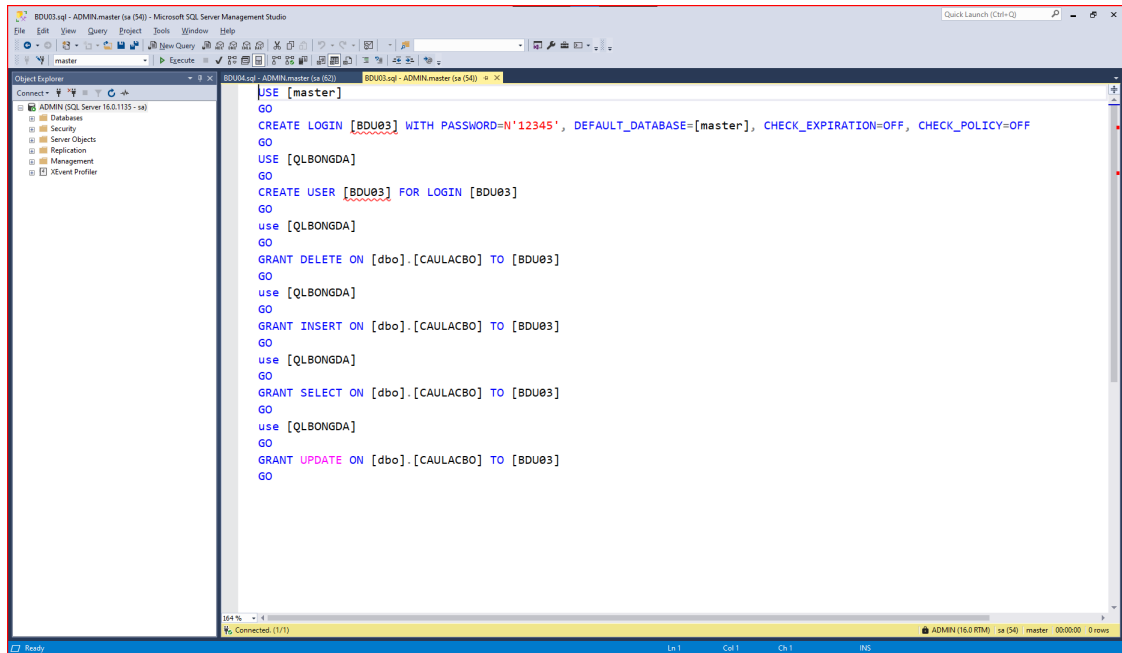 BDU03.sql - ADMIN.master (sa (54)) - Microsoft SQL Server Management Studio
Quick Launch (Ctrl+Q)
File Edit View Query Project Tools Window Help
New Query
master Execute
Object Explorer
BDU04.sql - ADMIN.master (sa (62)) BDU03.sql - ADMIN.master (sa (54))
Connect
ADMIN (SQL Server 16.0.1135 - sa)
Databases
Security
Server Objects
Replication
Management
XEvent Profiler
USE [master]
GO
CREATE LOGIN [BDU03] WITH PASSWORD=N'12345', DEFAULT_DATABASE=[master], CHECK_EXPIRATION=OFF, CHECK_POLICY=OFF
GO
USE [QLBONGDA]
GO
CREATE USER [BDU03] FOR LOGIN [BDU03]
GO
use [QLBONGDA]
GO
GRANT DELETE ON [dbo].[CAULACBO] TO [BDU03]
GO
use [QLBONGDA]
GO
GRANT INSERT ON [dbo].[CAULACBO] TO [BDU03]
GO
use [QLBONGDA]
GO
GRANT SELECT ON [dbo].[CAULACBO] TO [BDU03]
GO
use [QLBONGDA]
GO
GRANT UPDATE ON [dbo].[CAULACBO] TO [BDU03]
GO
164 %
Connected. (1/1) ADMIN (16.0 RTM) sa (54) master 00:00:00 0 rows
Ready Ln 1 Col 1 Ch 1 INS